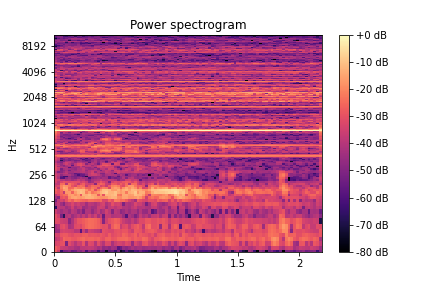 Power spectrogram
8192
4096
2048
1024
512
256
128
64
0
Hz
0
0.5
1
1.5
2
Time
+0 dB
-10 dB
-20 dB
-30 dB
-40 dB
-50 dB
-60 dB
-70 dB
-80 dB